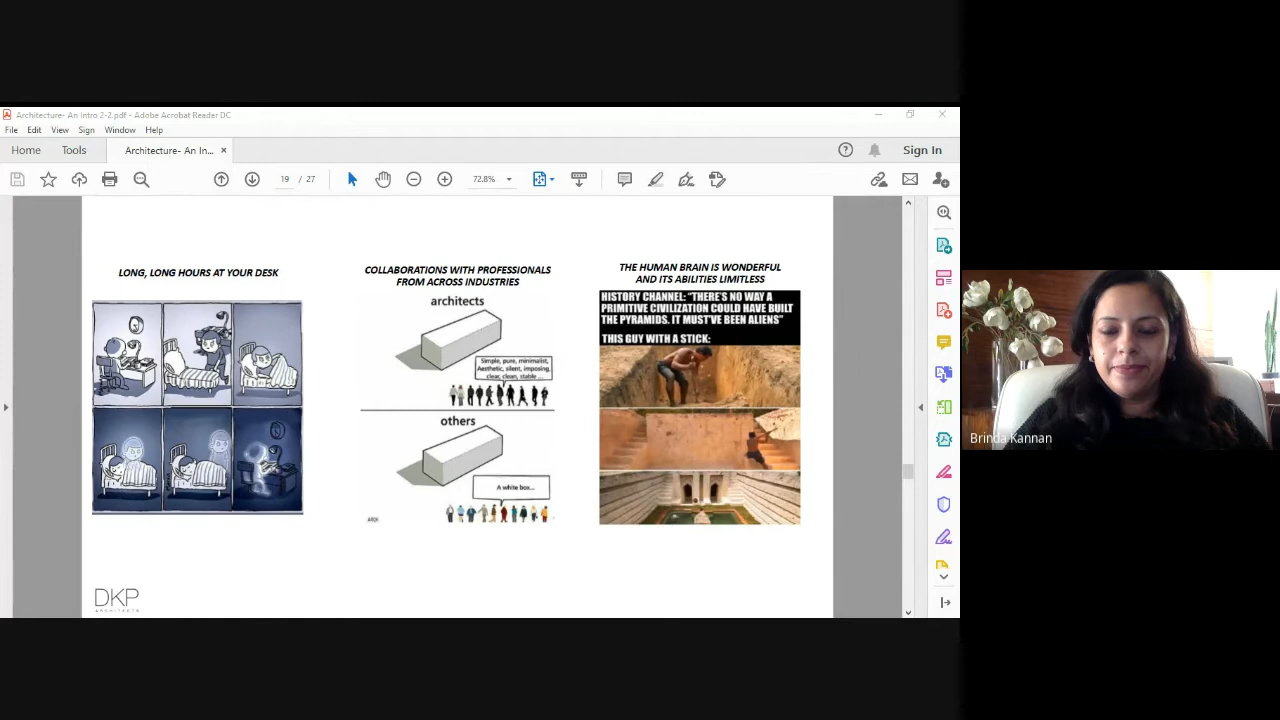 Architecture- An Intro 2-2.pdf - Adobe Acrobat Reader DC
File Edit View Sign Window Help
Home Tools Architecture- An In... × Sign In
19 / 27 72.8%
LONG, LONG HOURS AT YOUR DESK
COLLABORATIONS WITH PROFESSIONALS
FROM ACROSS INDUSTRIES
architects
Simple, pure, minimalist,
Aesthetic, silent, imposing,
clear, clean, stable ...
others
A white box...
THE HUMAN BRAIN IS WONDERFUL
AND ITS ABILITIES LIMITLESS
HISTORY CHANNEL: "THERE'S NO WAY A
PRIMITIVE CIVILIZATION COULD HAVE BUILT
THE PYRAMIDS. IT MUST'VE BEEN ALIENS"
THIS GUY WITH A STICK:
DKP
ARCHITECTS
Brinda Kannan